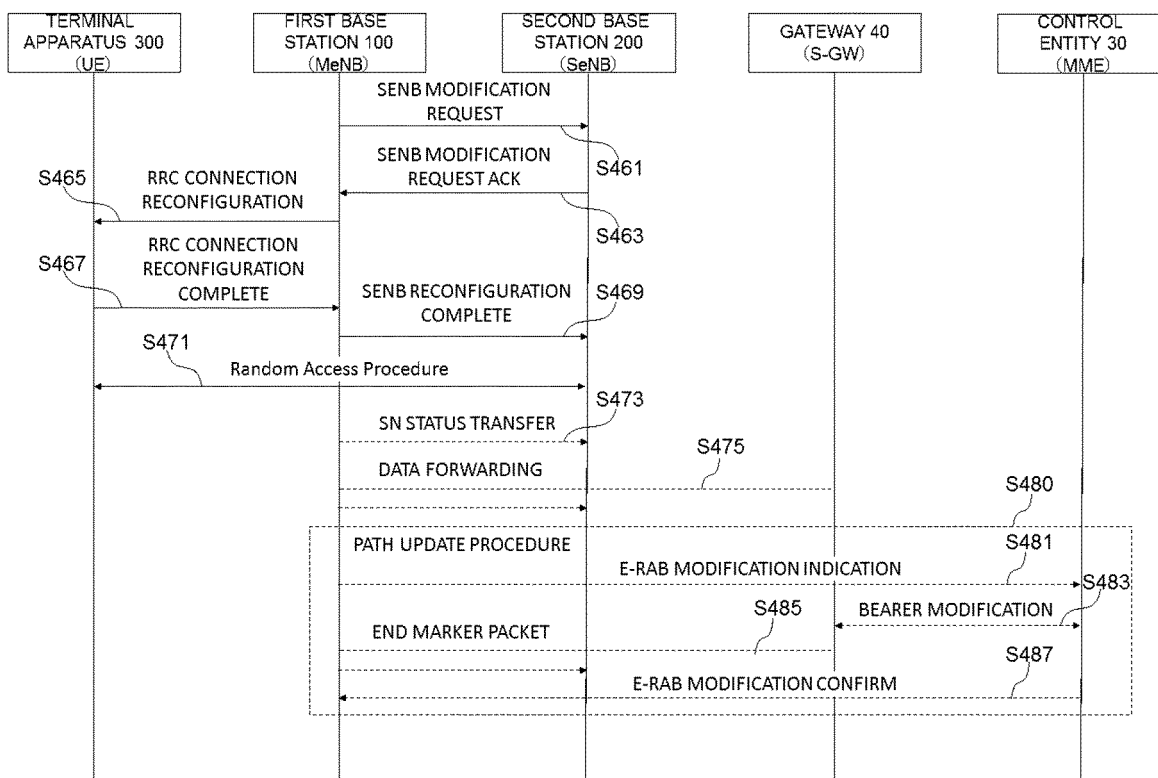 TERMINAL
APPARATUS 300
(UE)
FIRST BASE
STATION 100
(MeNB)
SECOND BASE
STATION 200
(SeNB)
GATEWAY 40
(S-GW)
CONTROL
ENTITY 30
(MME)
SENB MODIFICATION
REQUEST
S461
SENB MODIFICATION
REQUEST ACK
S463
S465
RRC CONNECTION
RECONFIGURATION
S467
RRC CONNECTION
RECONFIGURATION
COMPLETE
SENB RECONFIGURATION
COMPLETE
S469
S471
Random Access Procedure
S473
SN STATUS TRANSFER
S475
DATA FORWARDING
S480
PATH UPDATE PROCEDURE
S481
E-RAB MODIFICATION INDICATION
S483
BEARER MODIFICATION
S485
END MARKER PACKET
S487
E-RAB MODIFICATION CONFIRM